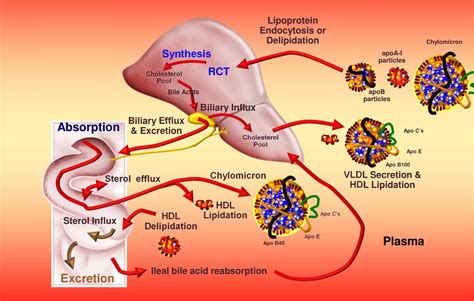 Lipoprotein
Endocytosis or
Delipidation
Chylomicron
apoA-I
particles
apoB
particles
Synthesis
Cholesterol
Pool
RCT
Bile Acids
Biliary Influx
Biliary Efflux
& Excretion
Cholesterol
Pool
Apo C's
Apo E
Apo B100
VLDL Secretion &
HDL Lipidation
Absorption
Sterol efflux
Chylomicron
HDL
Lipidation
Apo C's
Apo E
Apo B48
Sterol Influx
HDL
Delipidation
Plasma
Excretion
Ileal bile acid reabsorption